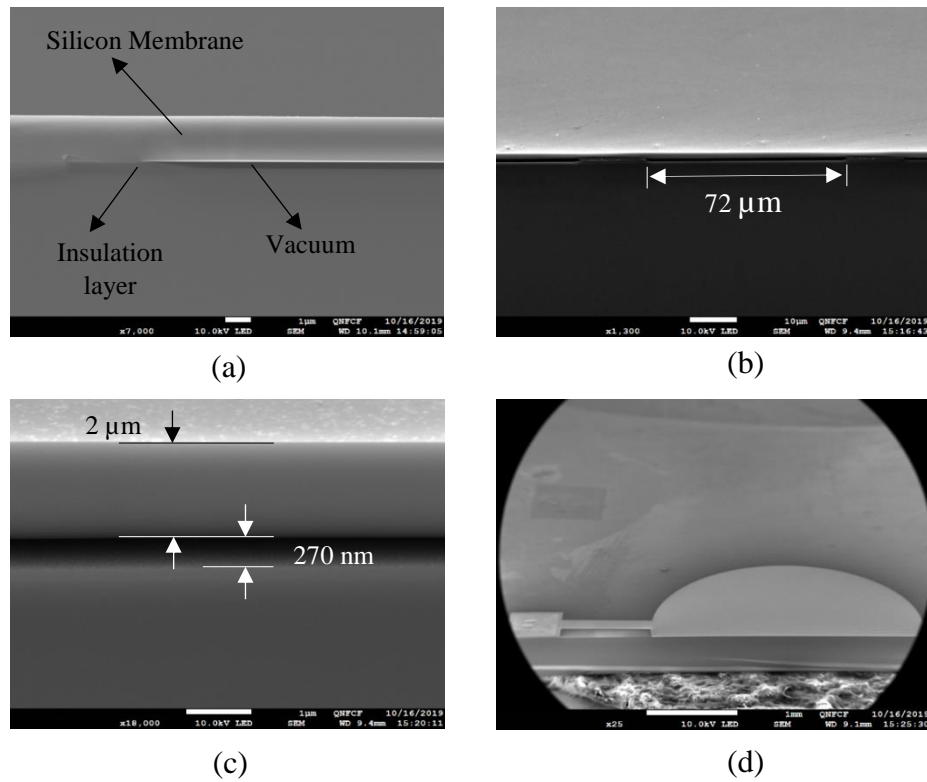 Silicon Membrane
Insulation
layer
Vacuum
1µm QNFCF 10/16/2019
x7,000 10.0kV LED SEM WD 10.1mm 14:59:05
(a)
72 µm
10µm QNFCF 10/16/2019
x1,300 10.0kV LED SEM WD 9.4mm 15:16:43
(b)
2 µm
270 nm
1µm QNFCF 10/16/2019
x18,000 10.0kV LED SEM WD 9.4mm 15:20:11
(c)
1mm QNFCF 10/16/2019
x25 10.0kV LED SEM WD 9.1mm 15:25:30
(d)